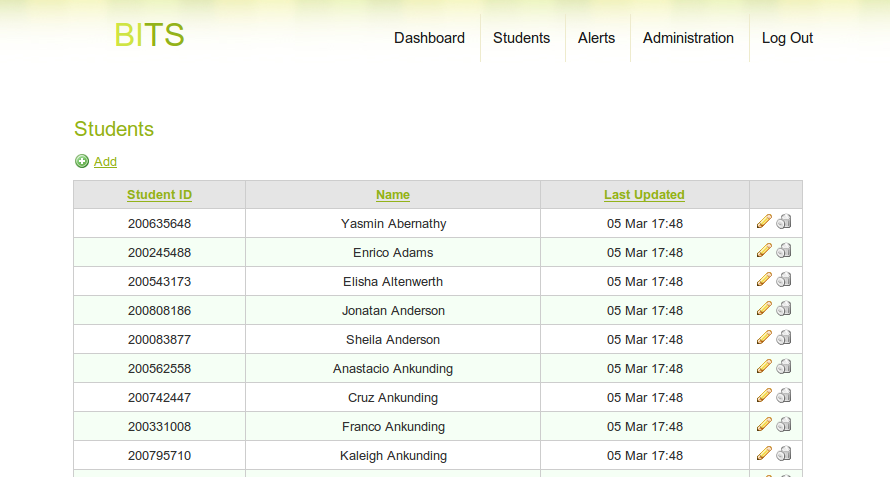 BITS
Dashboard Students Alerts Administration Log Out
Students
Add
Student ID Name Last Updated
200635648 Yasmin Abernathy 05 Mar 17:48
200245488 Enrico Adams 05 Mar 17:48
200543173 Elisha Altenwerth 05 Mar 17:48
200808186 Jonatan Anderson 05 Mar 17:48
200083877 Sheila Anderson 05 Mar 17:48
200562558 Anastacio Ankunding 05 Mar 17:48
200742447 Cruz Ankunding 05 Mar 17:48
200331008 Franco Ankunding 05 Mar 17:48
200795710 Kaleigh Ankunding 05 Mar 17:48